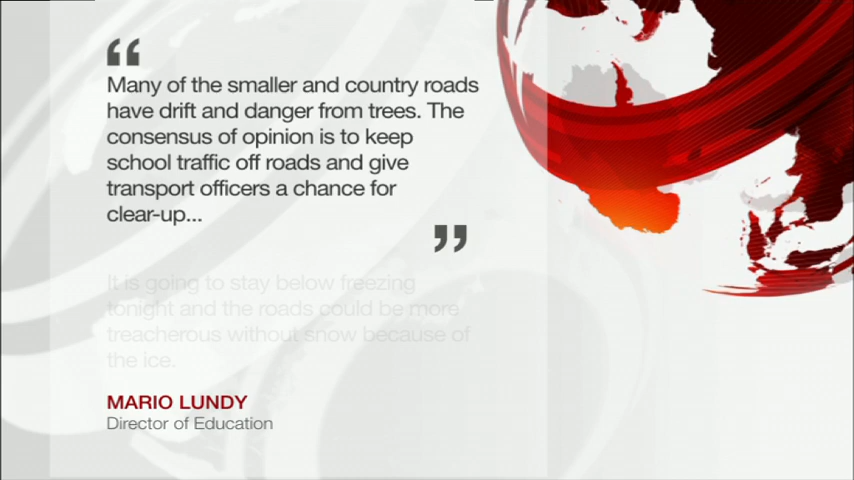 “
Many of the smaller and country roads
have drift and danger from trees. The
consensus of opinion is to keep
school traffic off roads and give
transport officers a chance for
clear-up...
”
It is going to stay below freezing
tonight and the roads could be more
treacherous without snow because of
the ice.
MARIO LUNDY
Director of Education